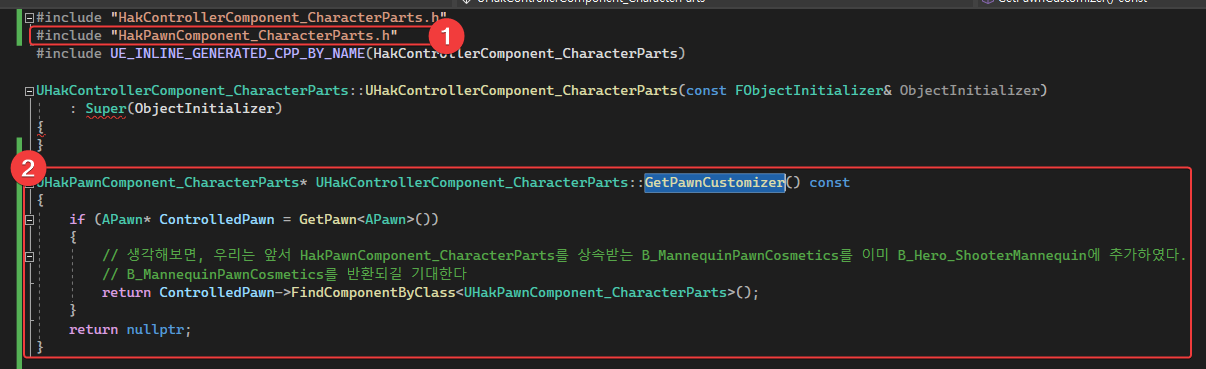 UHakControllerComponent_CharacterParts
GetPawnCustomizer() const
#include "HakControllerComponent_CharacterParts.h"
#include "HakPawnComponent_CharacterParts.h"
1
#include UE_INLINE_GENERATED_CPP_BY_NAME(HakControllerComponent_CharacterParts)
UHakControllerComponent_CharacterParts::UHakControllerComponent_CharacterParts(const FObjectInitializer& ObjectInitializer)
: Super(ObjectInitializer)
{
}
2
UHakPawnComponent_CharacterParts* UHakControllerComponent_CharacterParts::GetPawnCustomizer() const
{
if (APawn* ControlledPawn = GetPawn<APawn>())
{
// 생각해보면, 우리는 앞서 HakPawnComponent_CharacterParts를 상속받는 B_MannequinPawnCosmetics를 이미 B_Hero_ShooterMannequin에 추가하였다.
// B_MannequinPawnCosmetics를 반환되길 기대한다
return ControlledPawn->FindComponentByClass<UHakPawnComponent_CharacterParts>();
}
return nullptr;
}